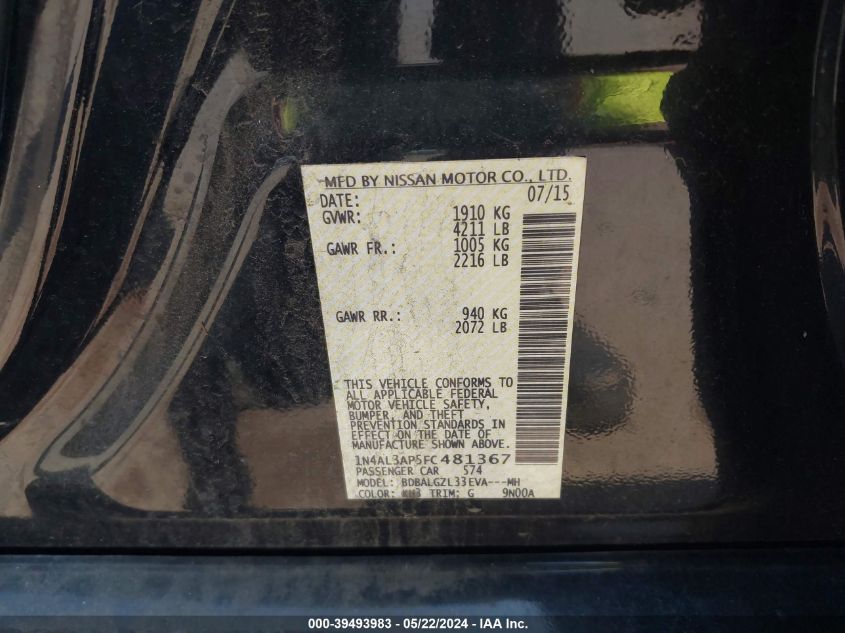 MFD BY NISSAN MOTOR CO., LTD.
DATE: 07/15
GVWR: 1910 KG
4211 LB
GAWR FR.: 1005 KG
2216 LB
GAWR RR.: 940 KG
2072 LB
THIS VEHICLE CONFORMS TO
ALL APPLICABLE FEDERAL
MOTOR VEHICLE SAFETY,
BUMPER, AND THEFT
PREVENTION STANDARDS IN
EFFECT ON THE DATE OF
MANUFACTURE SHOWN ABOVE.
1N4AL3AP5FC481367
PASSENGER CAR 574
MODEL: BDBALGZL33EVA---MH
COLOR: KH3 TRIM: G 9N00A
000-39493983 / 05/22/2024 / IAA Inc.